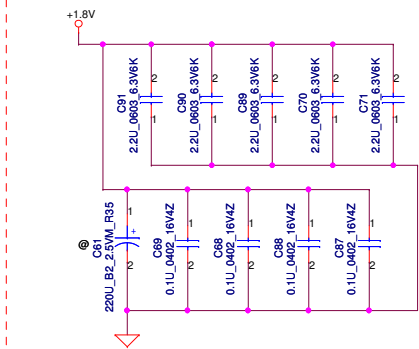 +1.8V
C91
2.2U_0603_6.3V6K
2
1
C90
2.2U_0603_6.3V6K
2
1
C89
2.2U_0603_6.3V6K
2
1
C70
2.2U_0603_6.3V6K
2
1
C71
2.2U_0603_6.3V6K
2
1
@
C61
220U_B2_2.5VM_R35
1
+
2
C69
0.1U_0402_16V4Z
1
2
C68
0.1U_0402_16V4Z
1
2
C88
0.1U_0402_16V4Z
1
2
C87
0.1U_0402_16V4Z
1
2